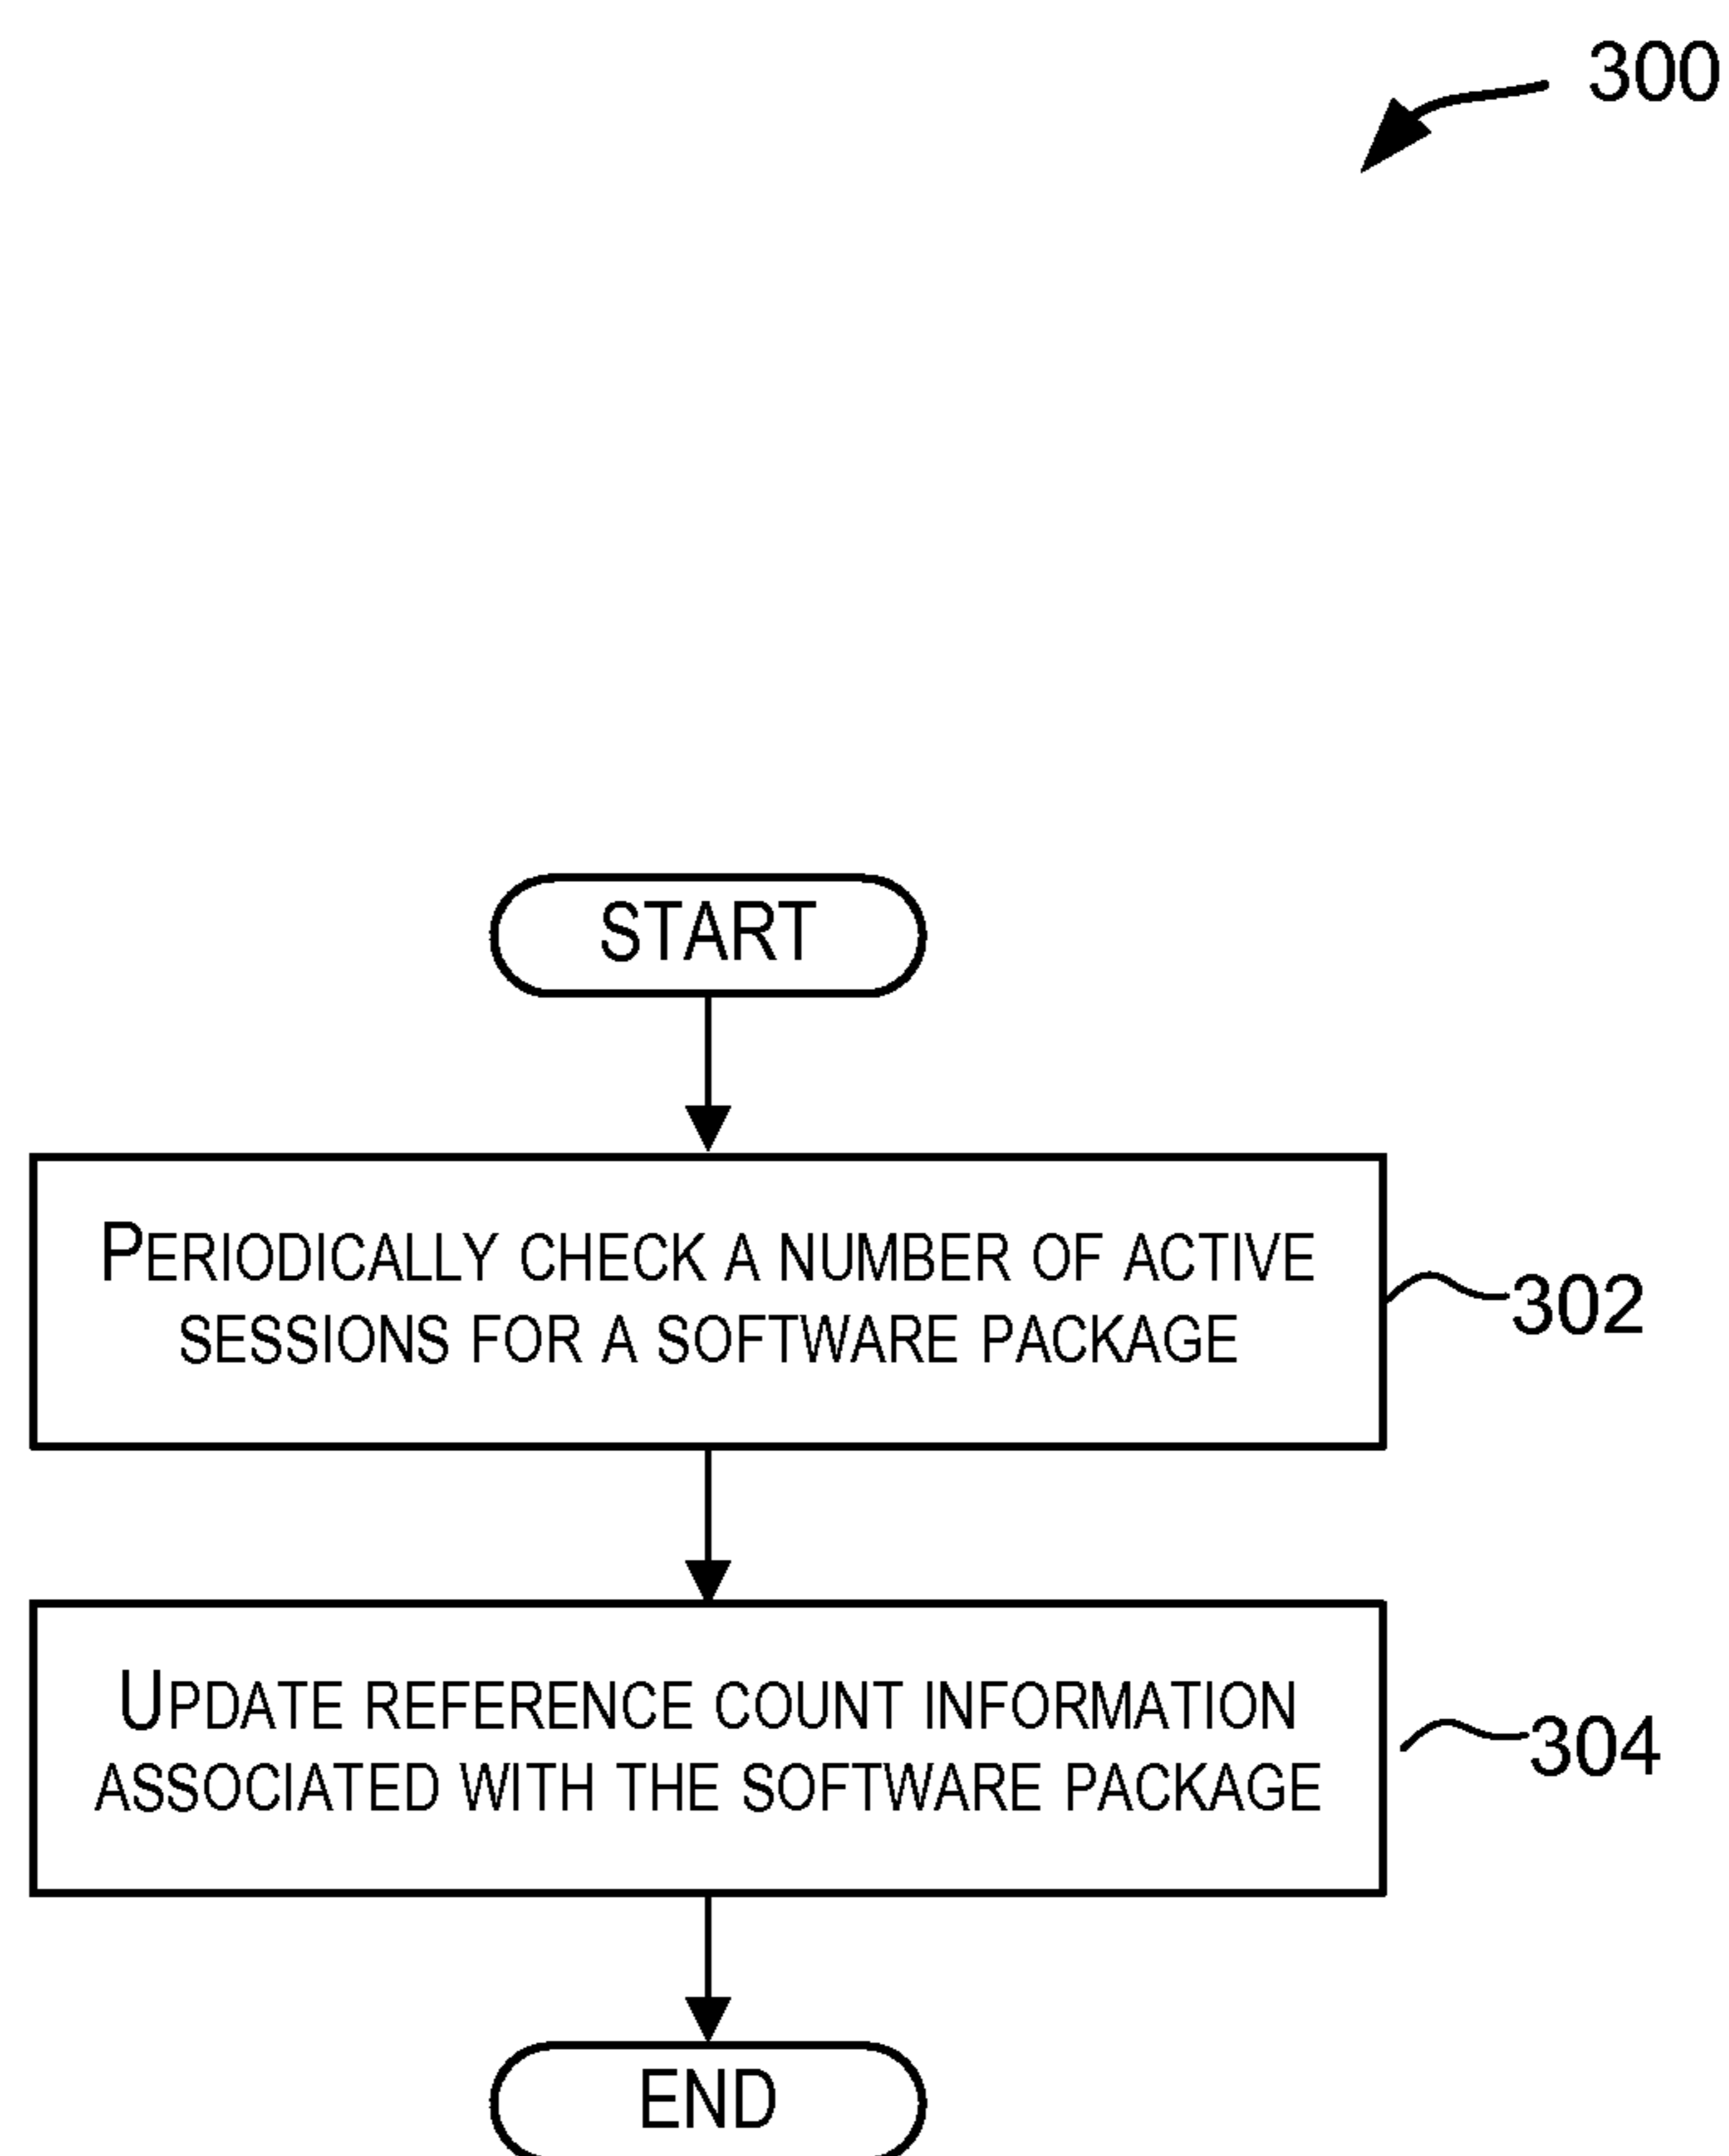 300
START
PERIODICALLY CHECK A NUMBER OF ACTIVE
SESSIONS FOR A SOFTWARE PACKAGE
302
UPDATE REFERENCE COUNT INFORMATION
ASSOCIATED WITH THE SOFTWARE PACKAGE
304
END